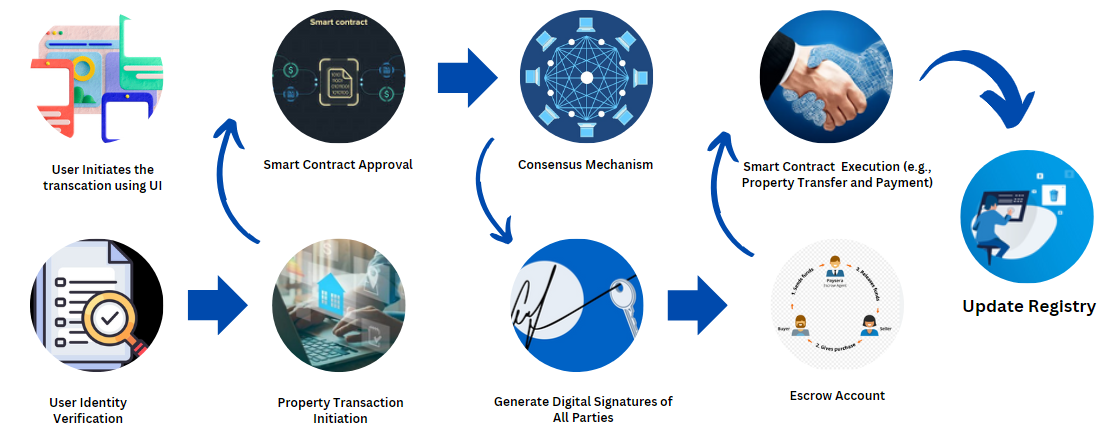 Smart contract
User Initiates the
transcation using UI
Smart Contract Approval
Consensus Mechanism
Smart Contract Execution (e.g.,
Property Transfer and Payment)
Update Registry
User Identity
Verification
Property Transaction
Initiation
Generate Digital Signatures of
All Parties
1. Sends funds
3. Releases funds
Paysera
Escrow Agent
Buyer
Seller
2. Gives purchase
Escrow Account